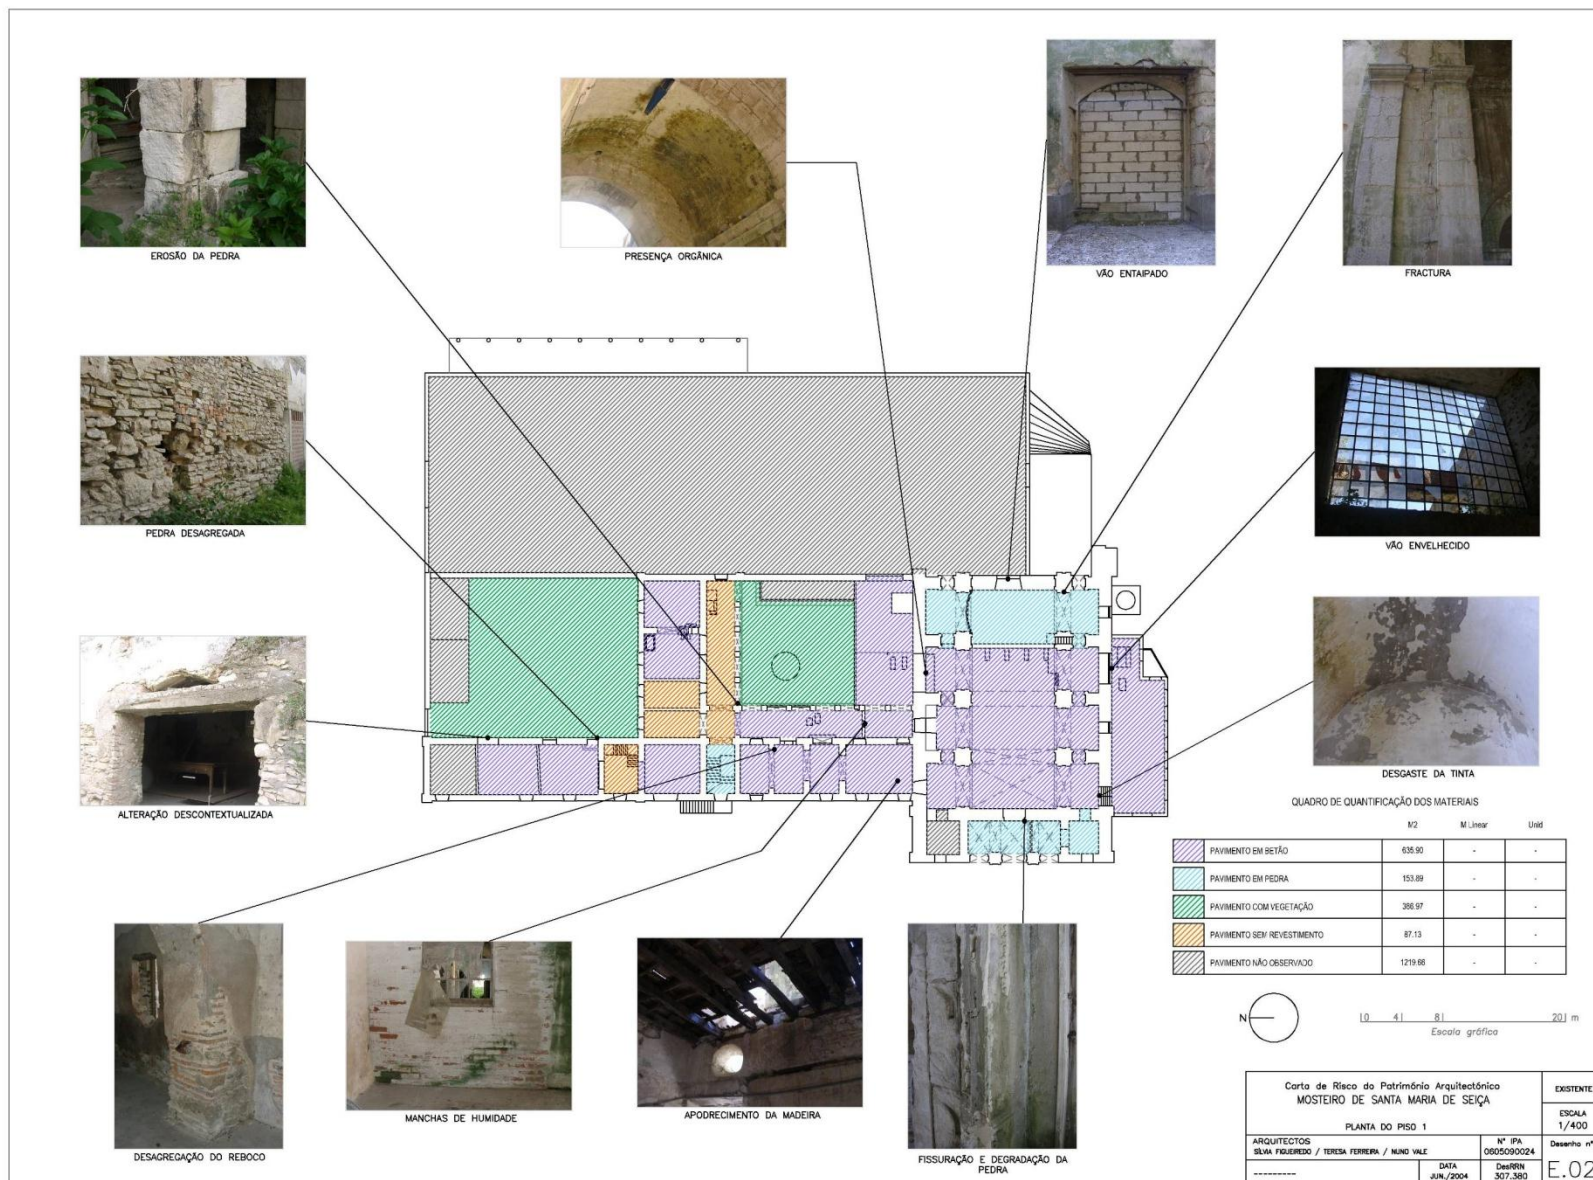 EROSÃO DA PEDRA
PRESENÇA ORGÂNICA
VÃO ENTAIPADO
FRACTURA
PEDRA DESAGREGADA
VÃO ENVELHECIDO
ALTERAÇÃO DESCONTEXTUALIZADA
DESGASTE DA TINTA
QUADRO DE QUANTIFICAÇÃO DOS MATERIAIS
M2 M Linear Unid
PAVIMENTO EM BETÃO 635.90 - -
PAVIMENTO EM PEDRA 153.89 - -
PAVIMENTO COM VEGETAÇÃO 386.97 - -
PAVIMENTO SEM REVESTIMENTO 87.13 - -
PAVIMENTO NÃO OBSERVADO 1219.66 - -
DESAGREGAÇÃO DO REBOCO
MANCHAS DE HUMIDADE
APODRECIMENTO DA MADEIRA
FISSURAÇÃO E DEGRADAÇÃO DA
PEDRA
N
0 4 8 20 m
Escala gráfica
Carta de Risco do Património Arquitectónico
MOSTEIRO DE SANTA MARIA DE SEIÇA
PLANTA DO PISO 1
EXISTENTE
ESCALA
1/400
ARQUITECTOS
SÍLVIA FIGUEIREDO / TERESA FERREIRA / NUNO VALE
Nº IPA
0605090024
Desenho nº
---------
DATA
JUN./2004
DesRRN
307.380
E.02